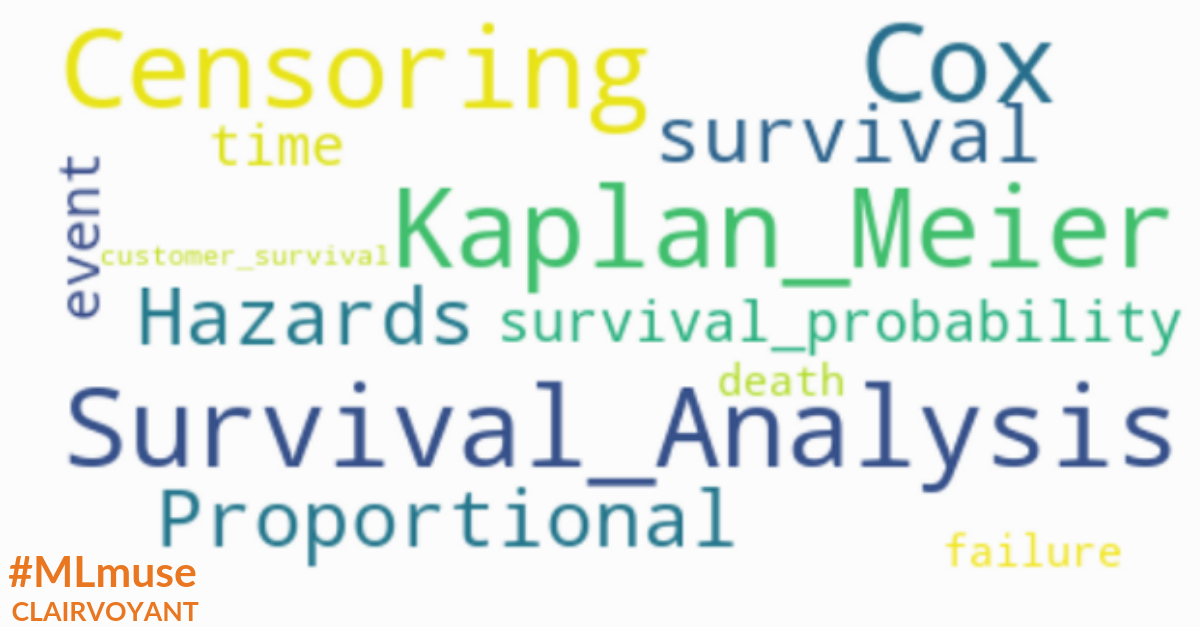 Censoring
Cox
time
survival
event
Kaplan_Meier
customer_survival
Hazards
survival_probability
death
Survival_Analysis
Proportional
failure
#MLmuse
CLAIRVOYANT